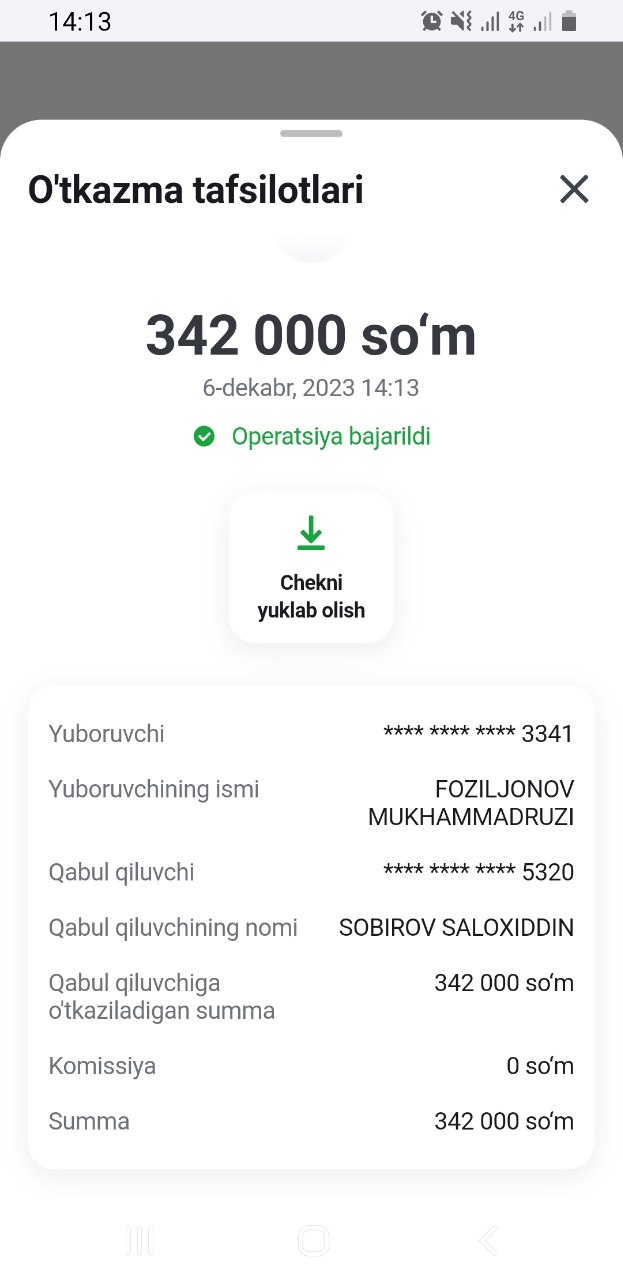 14:13
4G
O'tkazma tafsilotlari
342 000 so‘m
6-dekabr, 2023 14:13
Operatsiya bajarildi
Chekni
yuklab olish
Yuboruvchi **** **** **** 3341
Yuboruvchining ismi FOZILJONOV
MUKHAMMADRUZI
Qabul qiluvchi **** **** **** 5320
Qabul qiluvchining nomi SOBIROV SALOXIDDIN
Qabul qiluvchiga 342 000 so‘m
o'tkaziladigan summa
Komissiya 0 so‘m
Summa 342 000 so‘m